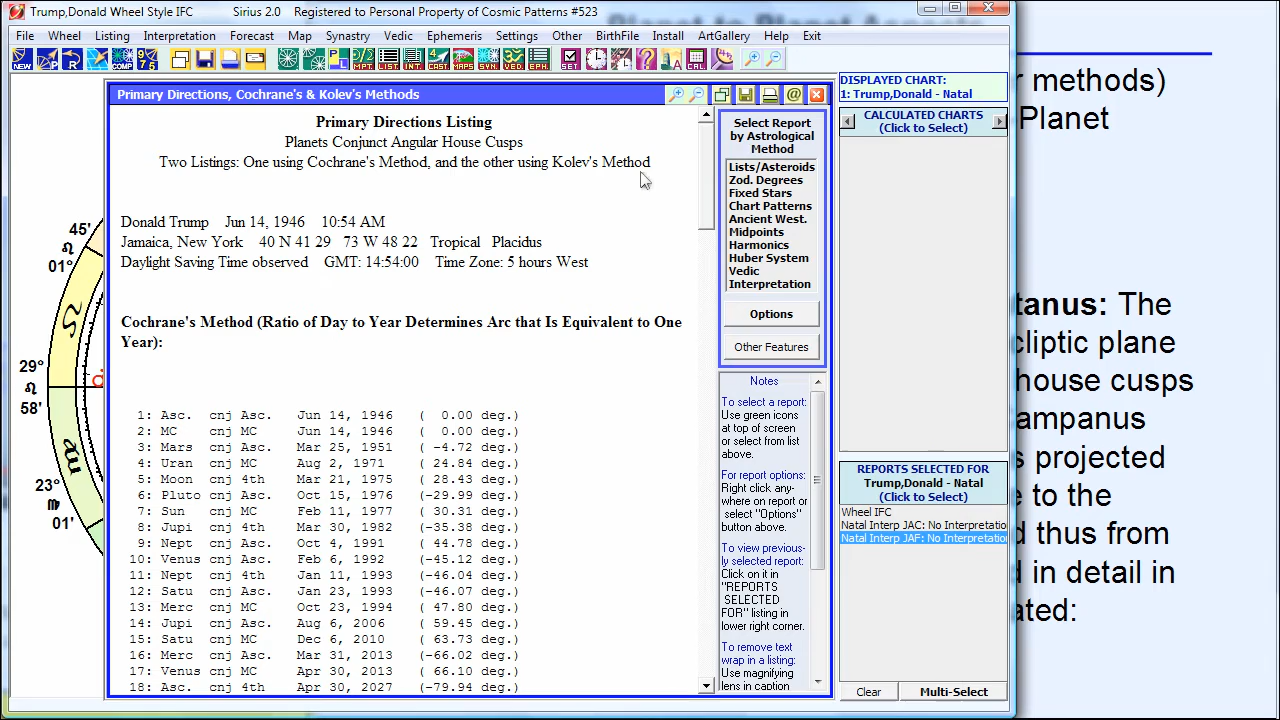 Trump,Donald Wheel Style IFC Sirius 2.0 Registered to Personal Property of Cosmic Patterns #523
File Wheel Listing Interpretation Forecast Map Synastry Vedic Ephemeris Settings Other BirthFile Install ArtGallery Help Exit
Planet to Planet Aspects
r methods)
Planet
tanus: The
cliptic plane
house cusps
ampanus
s projected
e to the
d thus from
d in detail in
ated:
45'
01°
29°
58'
23°
01'
Primary Directions, Cochrane's & Kolev's Methods
Primary Directions Listing
Planets Conjunct Angular House Cusps
Two Listings: One using Cochrane's Method, and the other using Kolev's Method
Donald Trump Jun 14, 1946 10:54 AM
Jamaica, New York 40 N 41 29 73 W 48 22 Tropical Placidus
Daylight Saving Time observed GMT: 14:54:00 Time Zone: 5 hours West
Cochrane's Method (Ratio of Day to Year Determines Arc that Is Equivalent to One
Year):
1: Asc. cnj Asc. Jun 14, 1946 ( 0.00 deg.)
2: MC cnj MC Jun 14, 1946 ( 0.00 deg.)
3: Mars cnj Asc. Mar 25, 1951 ( -4.72 deg.)
4: Uran cnj MC Aug 2, 1971 ( 24.84 deg.)
5: Moon cnj 4th Mar 21, 1975 ( 28.43 deg.)
6: Pluto cnj Asc. Oct 15, 1976 (-29.99 deg.)
7: Sun cnj MC Feb 11, 1977 ( 30.31 deg.)
8: Jupi cnj 4th Mar 30, 1982 (-35.38 deg.)
9: Nept cnj Asc. Oct 4, 1991 ( 44.78 deg.)
10: Venus cnj Asc. Feb 6, 1992 (-45.12 deg.)
11: Nept cnj 4th Jan 11, 1993 (-46.04 deg.)
12: Satu cnj Asc. Jan 23, 1993 (-46.07 deg.)
13: Merc cnj MC Oct 23, 1994 ( 47.80 deg.)
14: Jupi cnj Asc. Aug 6, 2006 ( 59.45 deg.)
15: Satu cnj MC Dec 6, 2010 ( 63.73 deg.)
16: Merc cnj Asc. Mar 31, 2013 (-66.02 deg.)
17: Venus cnj MC Apr 30, 2013 ( 66.10 deg.)
18: Asc. cnj 4th Apr 30, 2027 (-79.94 deg.)
Select Report
by Astrological
Method
Lists/Asteroids
Zod. Degrees
Fixed Stars
Chart Patterns
Ancient West.
Midpoints
Harmonics
Huber System
Vedic
Interpretation
Options
Other Features
Notes
To select a report:
Use green icons
at top of screen
or select from list
above.
For report options:
Right click any-
where on report or
select "Options"
button above.
To view previous-
ly selected report:
Click on it in
"REPORTS
SELECTED
FOR" listing in
lower right corner.
To remove text
wrap in a listing:
Use magnifying
lens in caption
DISPLAYED CHART:
1: Trump,Donald - Natal
CALCULATED CHARTS
(Click to Select)
REPORTS SELECTED FOR
Trump,Donald - Natal
(Click to Select)
Wheel IFC
Natal Interp JAC: No Interpretatio
Natal Interp JAF: No Interpretatio
Clear
Multi-Select